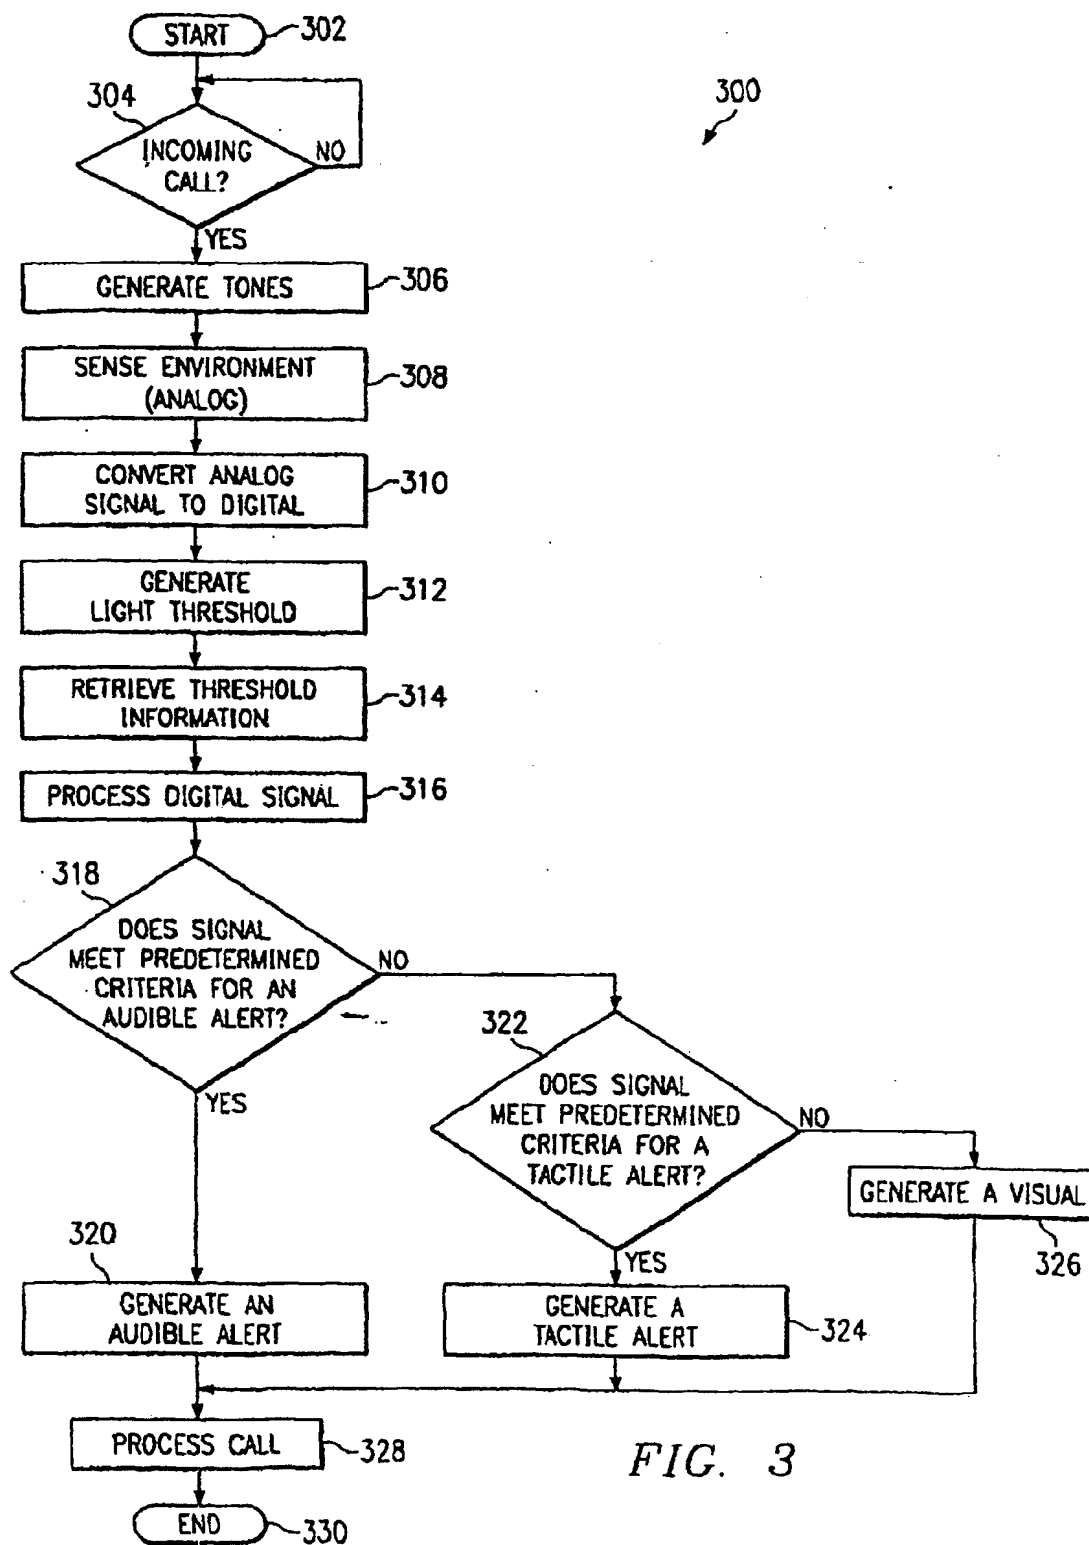 START
302
300
304
INCOMING
CALL?
NO
YES
GENERATE TONES
306
SENSE ENVIRONMENT
(ANALOG)
308
CONVERT ANALOG
SIGNAL TO DIGITAL
310
GENERATE
LIGHT THRESHOLD
312
RETRIEVE THRESHOLD
INFORMATION
314
PROCESS DIGITAL SIGNAL
316
318
DOES SIGNAL
MEET PREDETERMINED
CRITERIA FOR AN
AUDIBLE ALERT?
NO
YES
322
DOES SIGNAL
MEET PREDETERMINED
CRITERIA FOR A
TACTILE ALERT?
NO
YES
GENERATE A VISUAL
326
320
GENERATE AN
AUDIBLE ALERT
GENERATE A
TACTILE ALERT
324
PROCESS CALL
328
FIG. 3
END
330